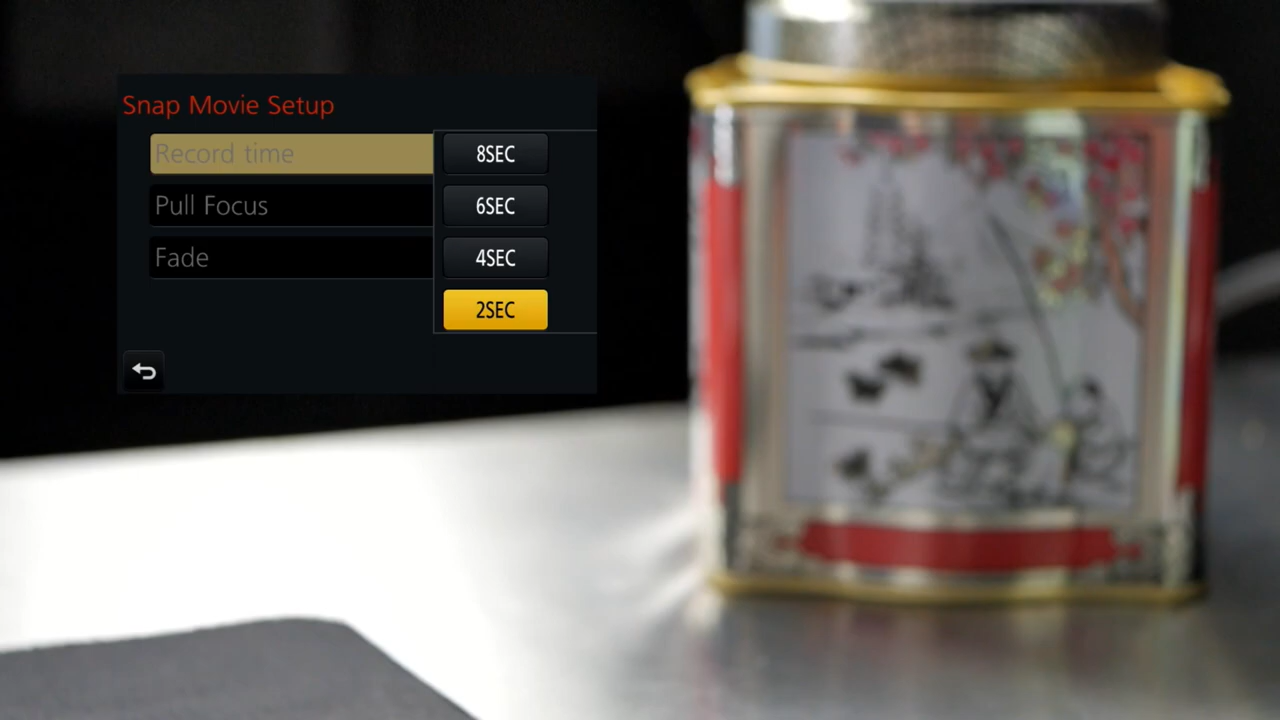 Snap Movie Setup
Record time
8SEC
Pull Focus
6SEC
Fade
4SEC
2SEC